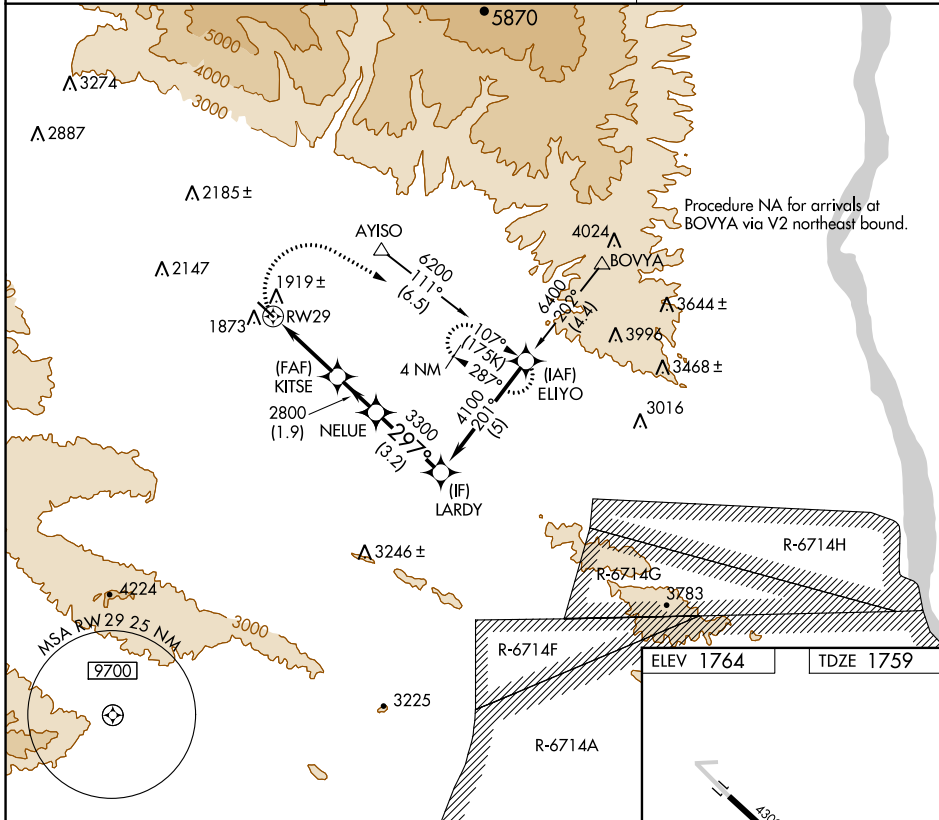 5870
5000
4000
3000
3274
2887
2185 ±
2147
Procedure NA for arrivals at
BOVYA via V2 northeast bound.
4024
BOVYA
AYISO
6200
111°
(6.5)
6400
202°
(4.4)
1919 ±
1873
RW29
3644 ±
3996
3468 ±
3016
107°
(175K)
4 NM
287°
(IAF)
ELIYO
(FAF)
KITSE
2800
(1.9)
NELUE
3300
297°
(3.2)
4100
201°
(5)
(IF)
LARDY
3246 ±
R-6714H
R-6714G
3783
4224
3000
MSA RW 29 25 NM
9700
R-6714F
3225
R-6714A
ELEV 1764
TDZE 1759